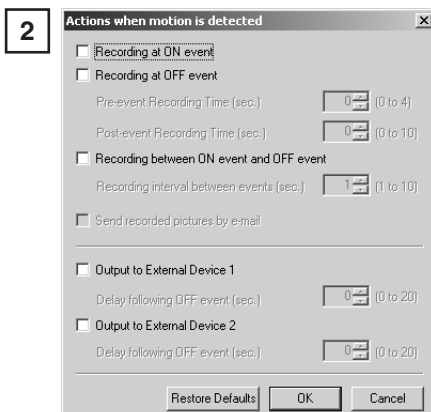 2
Actions when motion is detected
Recording at ON event
Recording at OFF event
Pre-event Recording Time (sec.) 0 (0 to 4)
Post-event Recording Time (sec.) 0 (0 to 10)
Recording between ON event and OFF event
Recording interval between events (sec.) 1 (1 to 10)
Send recorded pictures by e-mail
Output to External Device 1
Delay following OFF event (sec.) 0 (0 to 20)
Output to External Device 2
Delay following OFF event (sec.) 0 (0 to 20)
Restore Defaults OK Cancel